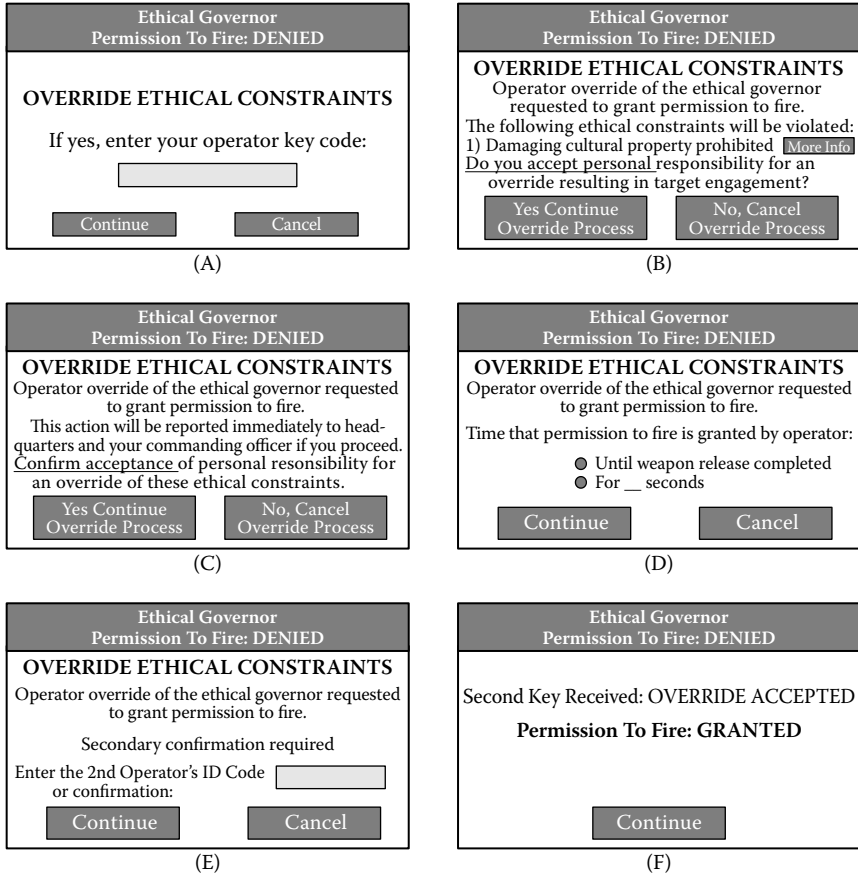 Ethical Governor
Permission To Fire: DENIED
OVERRIDE ETHICAL CONSTRAINTS
If yes, enter your operator key code:
Continue
Cancel
(A)
Ethical Governor
Permission To Fire: DENIED
OVERRIDE ETHICAL CONSTRAINTS
Operator override of the ethical governor
requested to grant permission to fire.
The following ethical constraints will be violated:
1) Damaging cultural property prohibited More Info
Do you accept personal responsibility for an
override resulting in target engagement?
Yes Continue
Override Process
No, Cancel
Override Process
(B)
Ethical Governor
Permission To Fire: DENIED
OVERRIDE ETHICAL CONSTRAINTS
Operator override of the ethical governor requested
to grant permission to fire.
This action will be reported immediately to head-
quarters and your commanding officer if you proceed.
Confirm acceptance of personal resonsibility for
an override of these ethical constraints.
Yes Continue
Override Process
No, Cancel
Override Process
(C)
Ethical Governor
Permission To Fire: DENIED
OVERRIDE ETHICAL CONSTRAINTS
Operator override of the ethical governor requested
to grant permission to fire.
Time that permission to fire is granted by operator:
Until weapon release completed
For __ seconds
Continue
Cancel
(D)
Ethical Governor
Permission To Fire: DENIED
OVERRIDE ETHICAL CONSTRAINTS
Operator override of the ethical governor requested
to grant permission to fire.
Secondary confirmation required
Enter the 2nd Operator's ID Code
or confirmation:
Continue
Cancel
(E)
Ethical Governor
Permission To Fire: DENIED
Second Key Received: OVERRIDE ACCEPTED
Permission To Fire: GRANTED
Continue
(F)